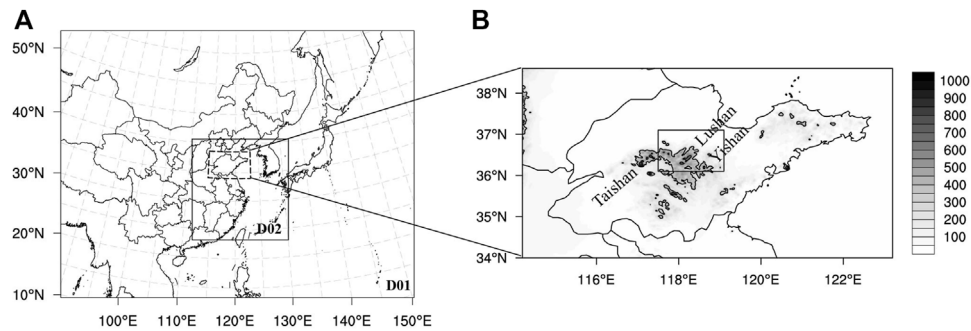 A
50°N
40°N
30°N
20°N
10°N
100°E 110°E 120°E 130°E 140°E 150°E
D02
D01
B
38°N
37°N
36°N
35°N
34°N
116°E 118°E 120°E 122°E
Taishan
Lushan
Yishan
1000
900
800
700
600
500
400
300
200
100